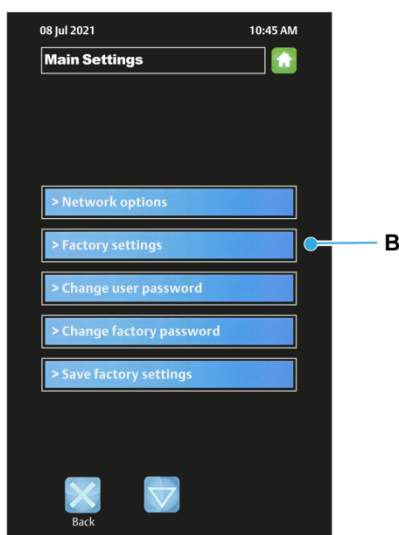 08 Jul 2021 10:45 AM
Main Settings
> Network options
> Factory settings
B
> Change user password
> Change factory password
> Save factory settings
Back